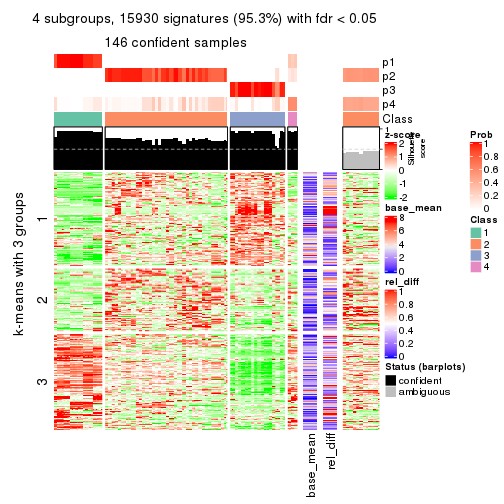 4 subgroups, 15930 signatures (95.3%) with fdr < 0.05
146 confident samples
p1
p2
p3
p4
Class
1
Silhouette score
k-means with 3 groups
1
2
3
base_mean
rel_diff
z-score
2
1
0
-1
-2
base_mean
8
6
4
2
0
rel_diff
1
0.8
0.6
0.4
0.2
0
Status (barplots)
confident
ambiguous
Prob
1
0.8
0.6
0.4
0.2
0
Class
1
2
3
4